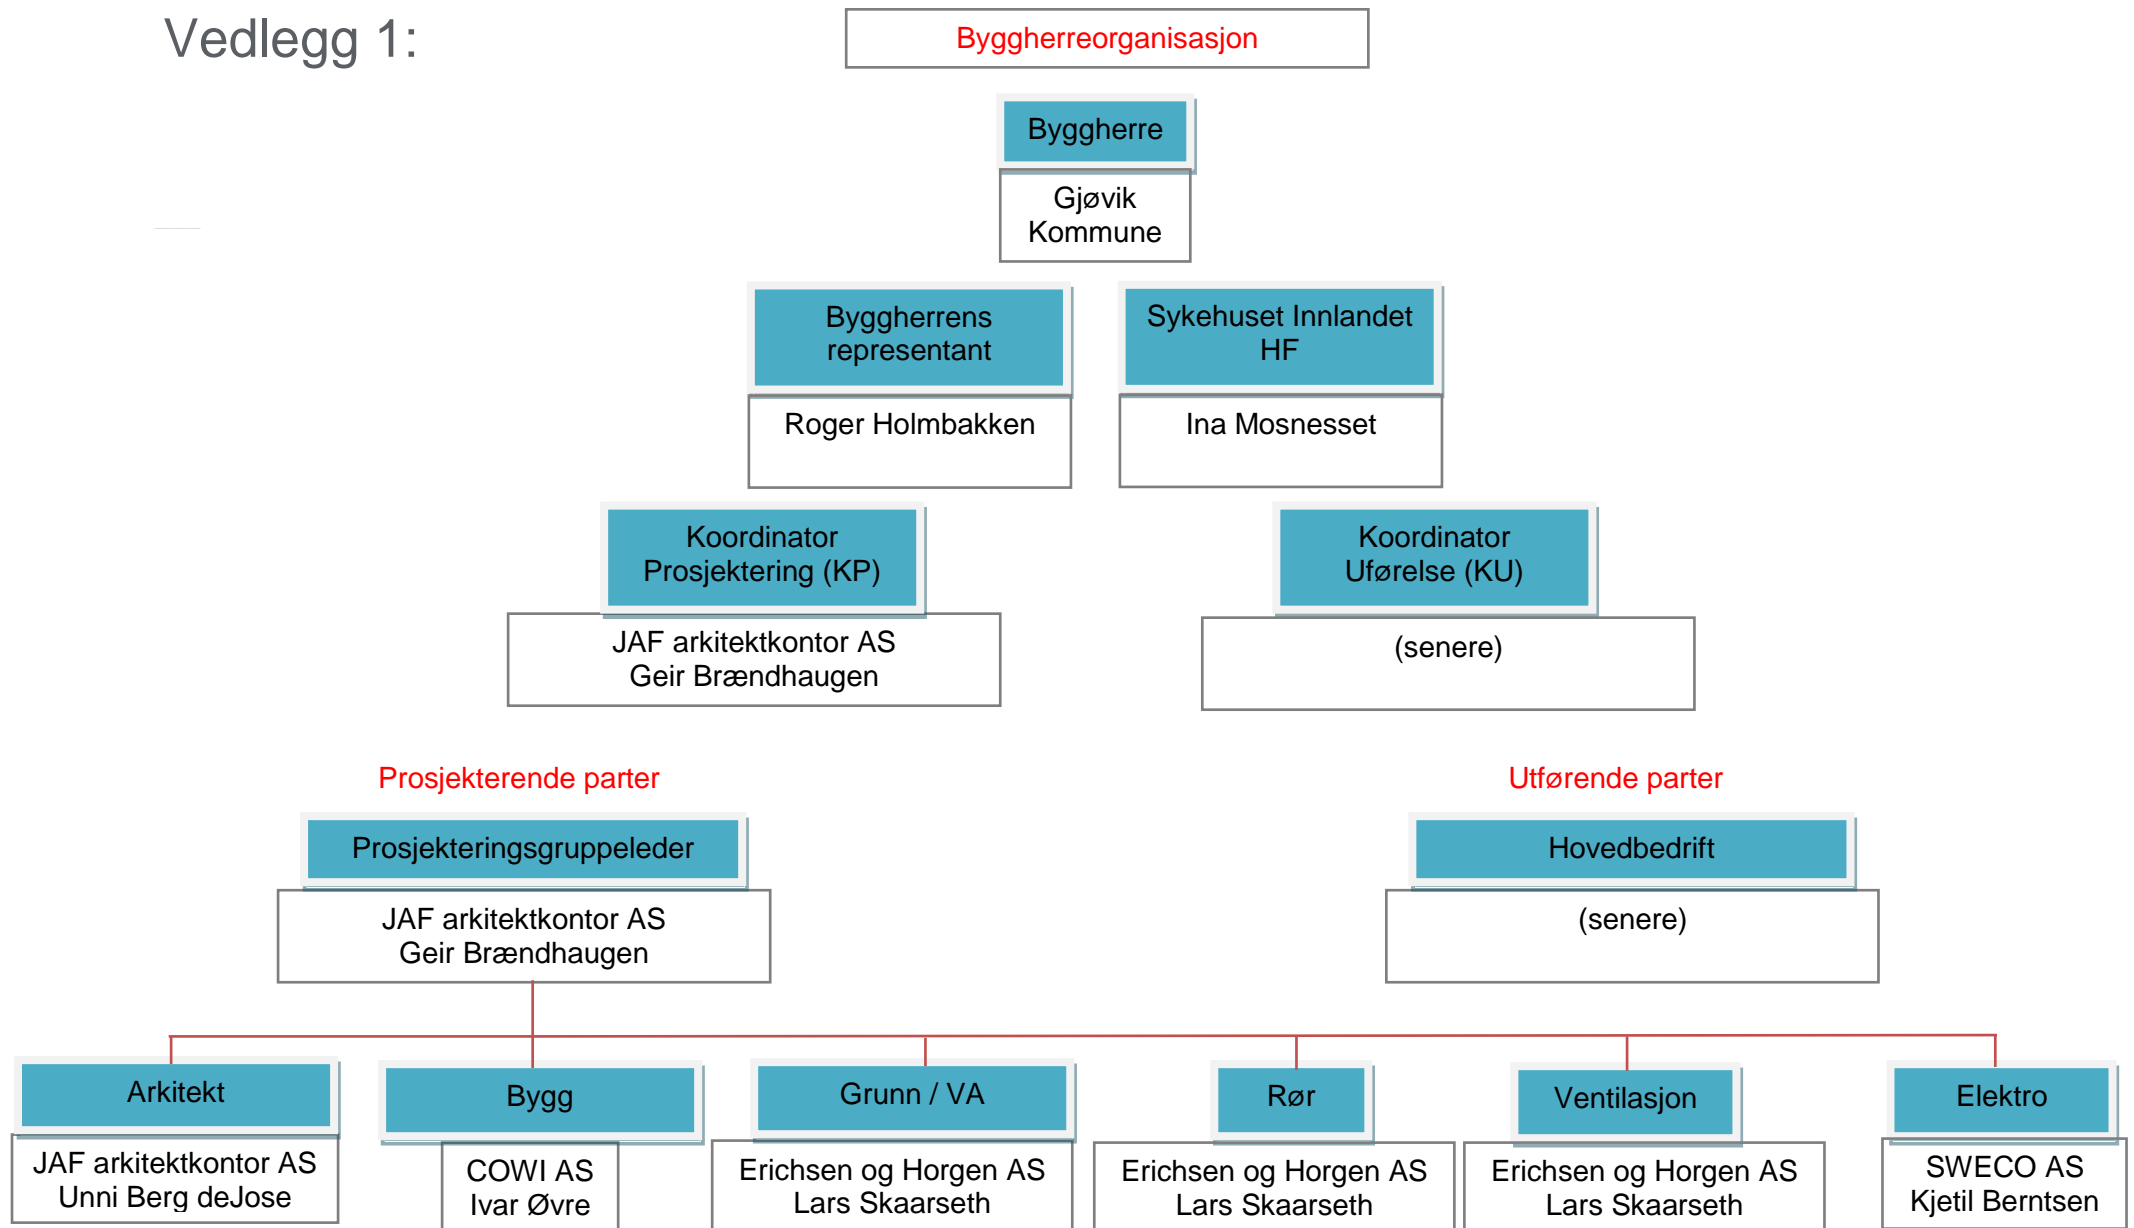 Vedlegg 1:
Byggherreorganisasjon
Byggherre
Gjøvik
Kommune
Byggherrens
representant
Roger Holmbakken
Sykehuset Innlandet
HF
Ina Mosnesset
Koordinator
Prosjektering (KP)
JAF arkitektkontor AS
Geir Brændhaugen
Koordinator
Uførelse (KU)
(senere)
Prosjekterende parter
Prosjekteringsgruppeleder
JAF arkitektkontor AS
Geir Brændhaugen
Utførende parter
Hovedbedrift
(senere)
Arkitekt
JAF arkitektkontor AS
Unni Berg deJose
Bygg
COWI AS
Ivar Øvre
Grunn / VA
Erichsen og Horgen AS
Lars Skaarseth
Rør
Erichsen og Horgen AS
Lars Skaarseth
Ventilasjon
Erichsen og Horgen AS
Lars Skaarseth
Elektro
SWECO AS
Kjetil Berntsen